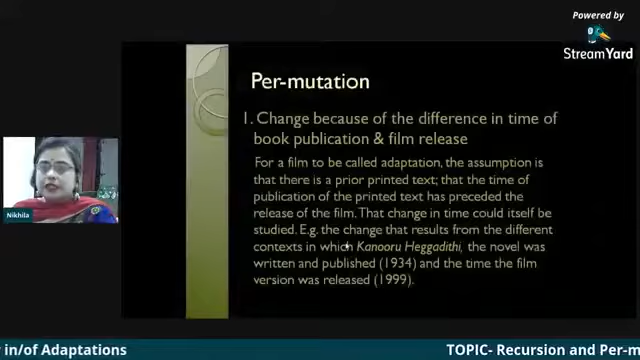 Powered by
StreamYard
Per-mutation
1. Change because of the difference in time of
book publication & film release
For a film to be called adaptation, the assumption is
that there is a prior printed text; that the time of
publication of the printed text has preceded the
release of the film. That change in time could itself be
studied. E.g. the change that results from the different
contexts in which Kanooru Heggadithi, the novel was
written and published (1934) and the time the film
version was released (1999).
Nikhila
r in/of Adaptations
TOPIC- Recursion and Per-m